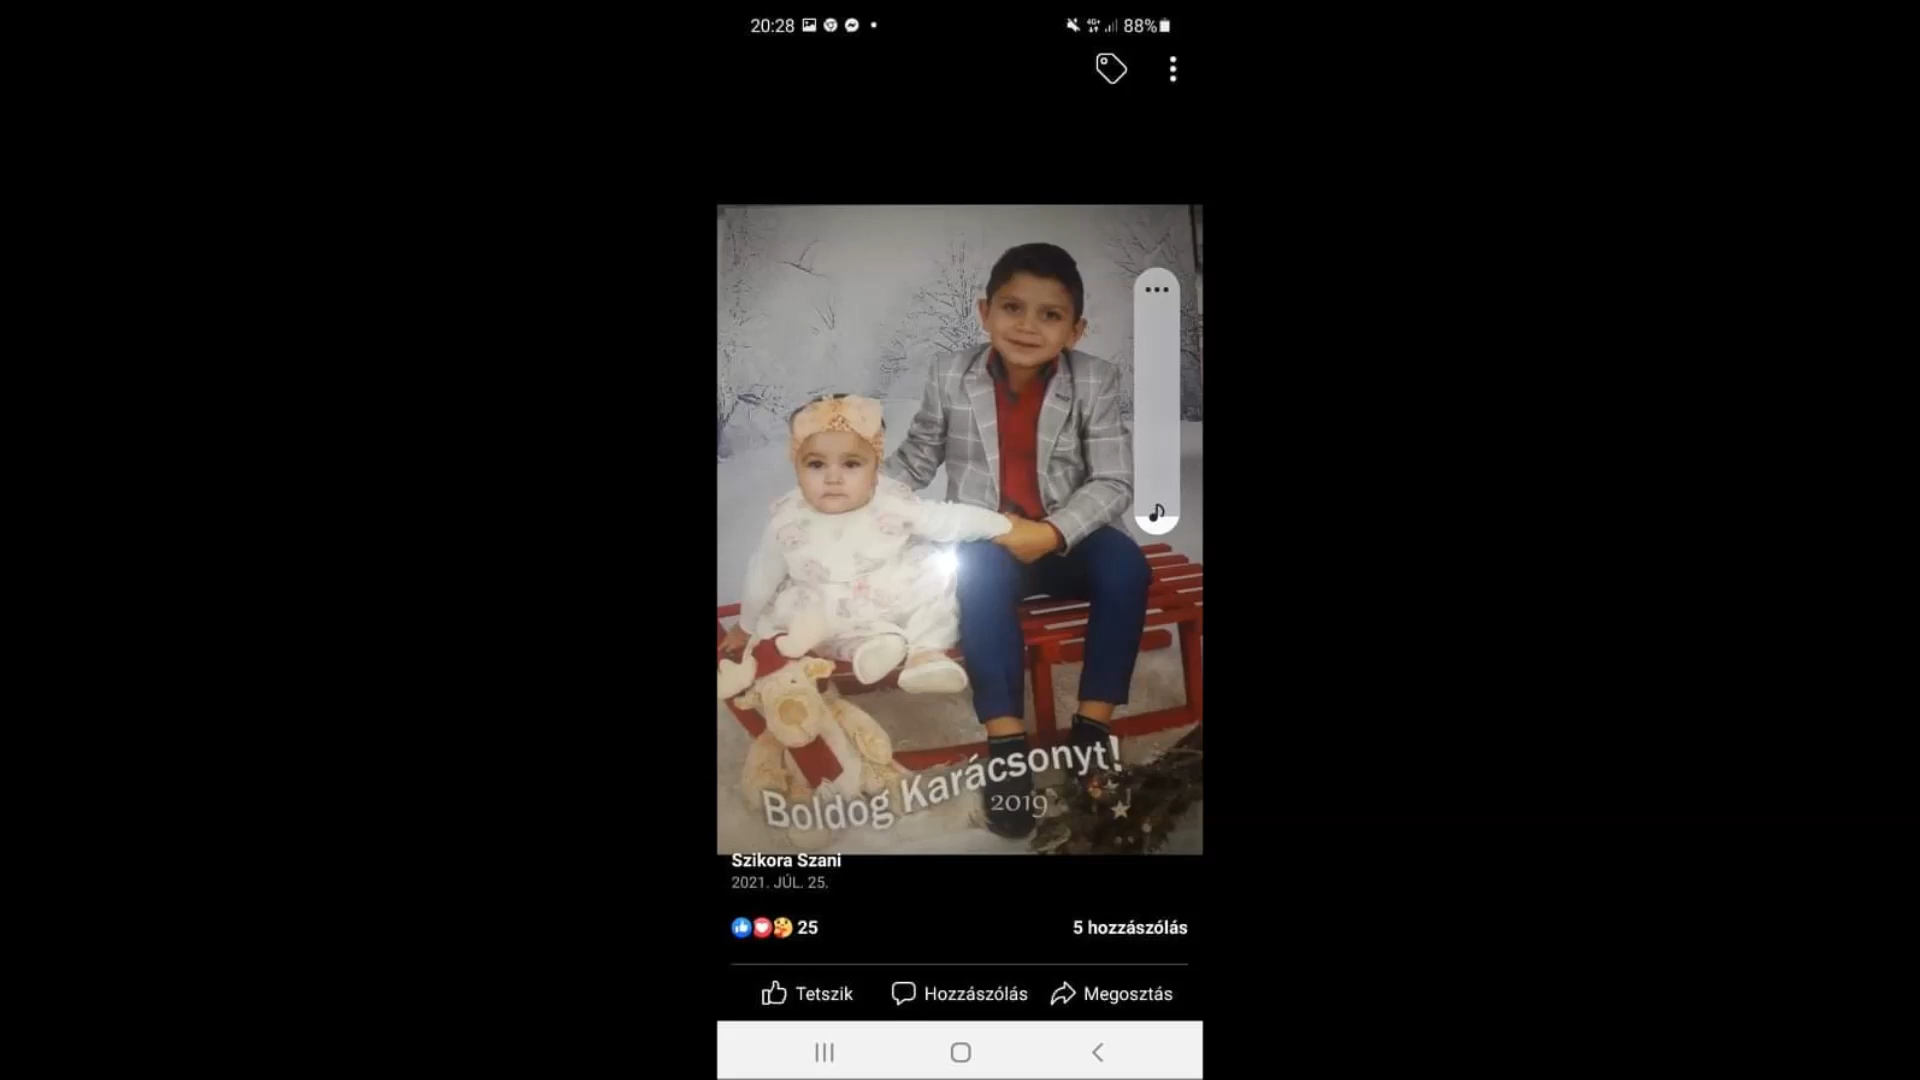 20:28
88%
Boldog Karácsonyt!
2019
Szikora Szani
2021. JÚL. 25.
25
5 hozzászólás
Tetszik
Hozzászólás
Megosztás